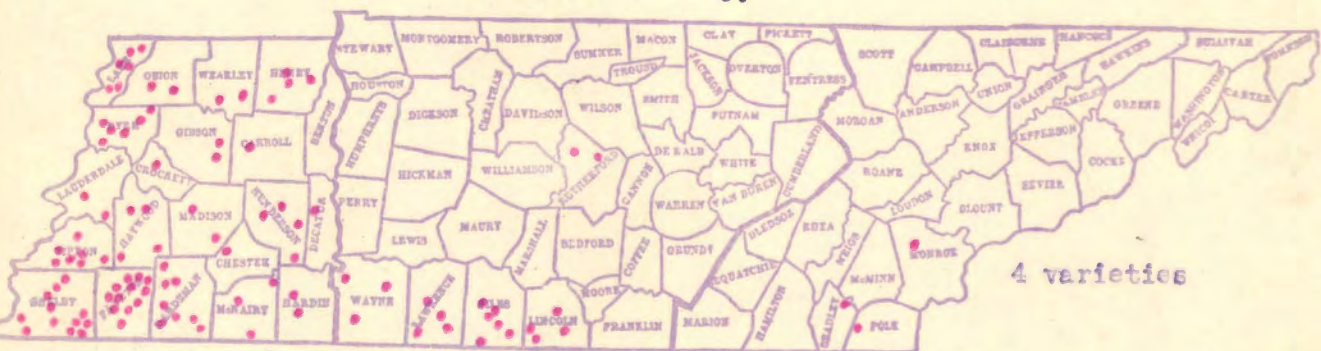 STEWART MONTGOMERY ROBERTSON SUMNER MACON CLAY PICKETT SCOTT CLAIBORNE HANCOCK HAWKINS SULLIVAN JOHNSON
LAKE OBION WEAKLEY HENRY HOUSTON TROUSD JACKSON OVERTON FENTRESS CAMPBELL UNION GRAINGER WASHINGTON CARTER
DYER GIBSON CARROLL BENTON HUMPHREYS DICKSON CHEATHAM DAVIDSON WILSON SMITH PUTNAM MORGAN ANDERSON KNOX JEFFERSON GREENE UNICOI
LAUDERDALE CROCKETT HICKMAN WILLIAMSON RUTHERFORD CANNON DE KALB WHITE CUMBERLAND ROANE LOUDON SEVIER COCKE
TIPTON HAYWOOD MADISON HENDERSON DECATUR PERRY LEWIS MAURY MARSHALL BEDFORD COFFEE WARREN VAN BUREN GRUNDY BLEDSOE RHEA MEIGS BLOUNT MONROE
SHELBY HARDEMAN CHESTER McNAIRY HARDIN WAYNE LAWRENCE GILES LINCOLN MOORE FRANKLIN MARION SEQUATCHIE HAMILTON BRADLEY McMINN POLK
4 varieties